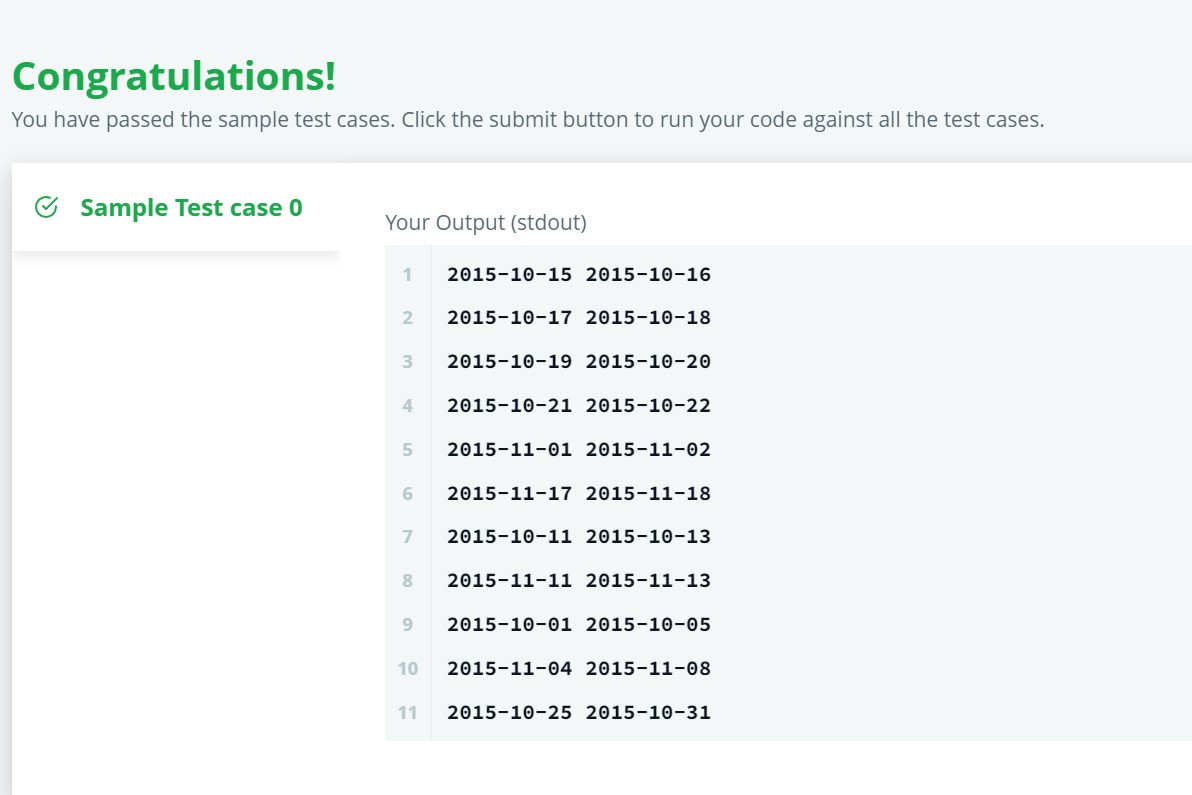 Congratulations!
You have passed the sample test cases. Click the submit button to run your code against all the test cases.
Sample Test case 0
Your Output (stdout)
1 2015-10-15 2015-10-16
2 2015-10-17 2015-10-18
3 2015-10-19 2015-10-20
4 2015-10-21 2015-10-22
5 2015-11-01 2015-11-02
6 2015-11-17 2015-11-18
7 2015-10-11 2015-10-13
8 2015-11-11 2015-11-13
9 2015-10-01 2015-10-05
10 2015-11-04 2015-11-08
11 2015-10-25 2015-10-31